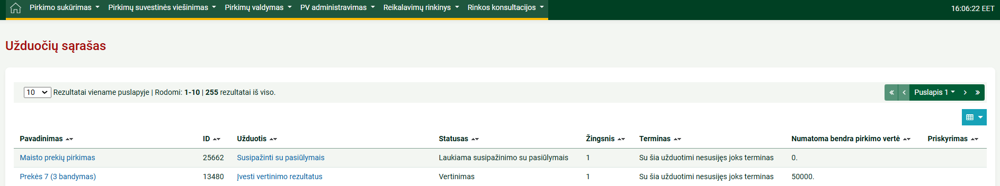 Pirkimo sukūrimas Pirkimų suvestinės viešinimas Pirkimų valdymas PV administravimas Reikalavimų rinkinys Rinkos konsultacijos 16:06:22 EET
Užduočių sąrašas
10 Rezultatai viename puslapyje | Rodomi: 1-10 | 255 rezultatai iš viso. « ‹ Puslapis 1 › »
Pavadinimas ID Užduotis Statusas Žingsnis Terminas Numatoma bendra pirkimo vertė Priskyrimas
Maisto prekių pirkimas 25662 Susipažinti su pasiūlymais Laukiama susipažinimo su pasiūlymais 1 Su šia užduotimi nesusijęs joks terminas 0.
Prekės 7 (3 bandymas) 13480 Įvesti vertinimo rezultatus Vertinimas 1 Su šia užduotimi nesusijęs joks terminas 50000.